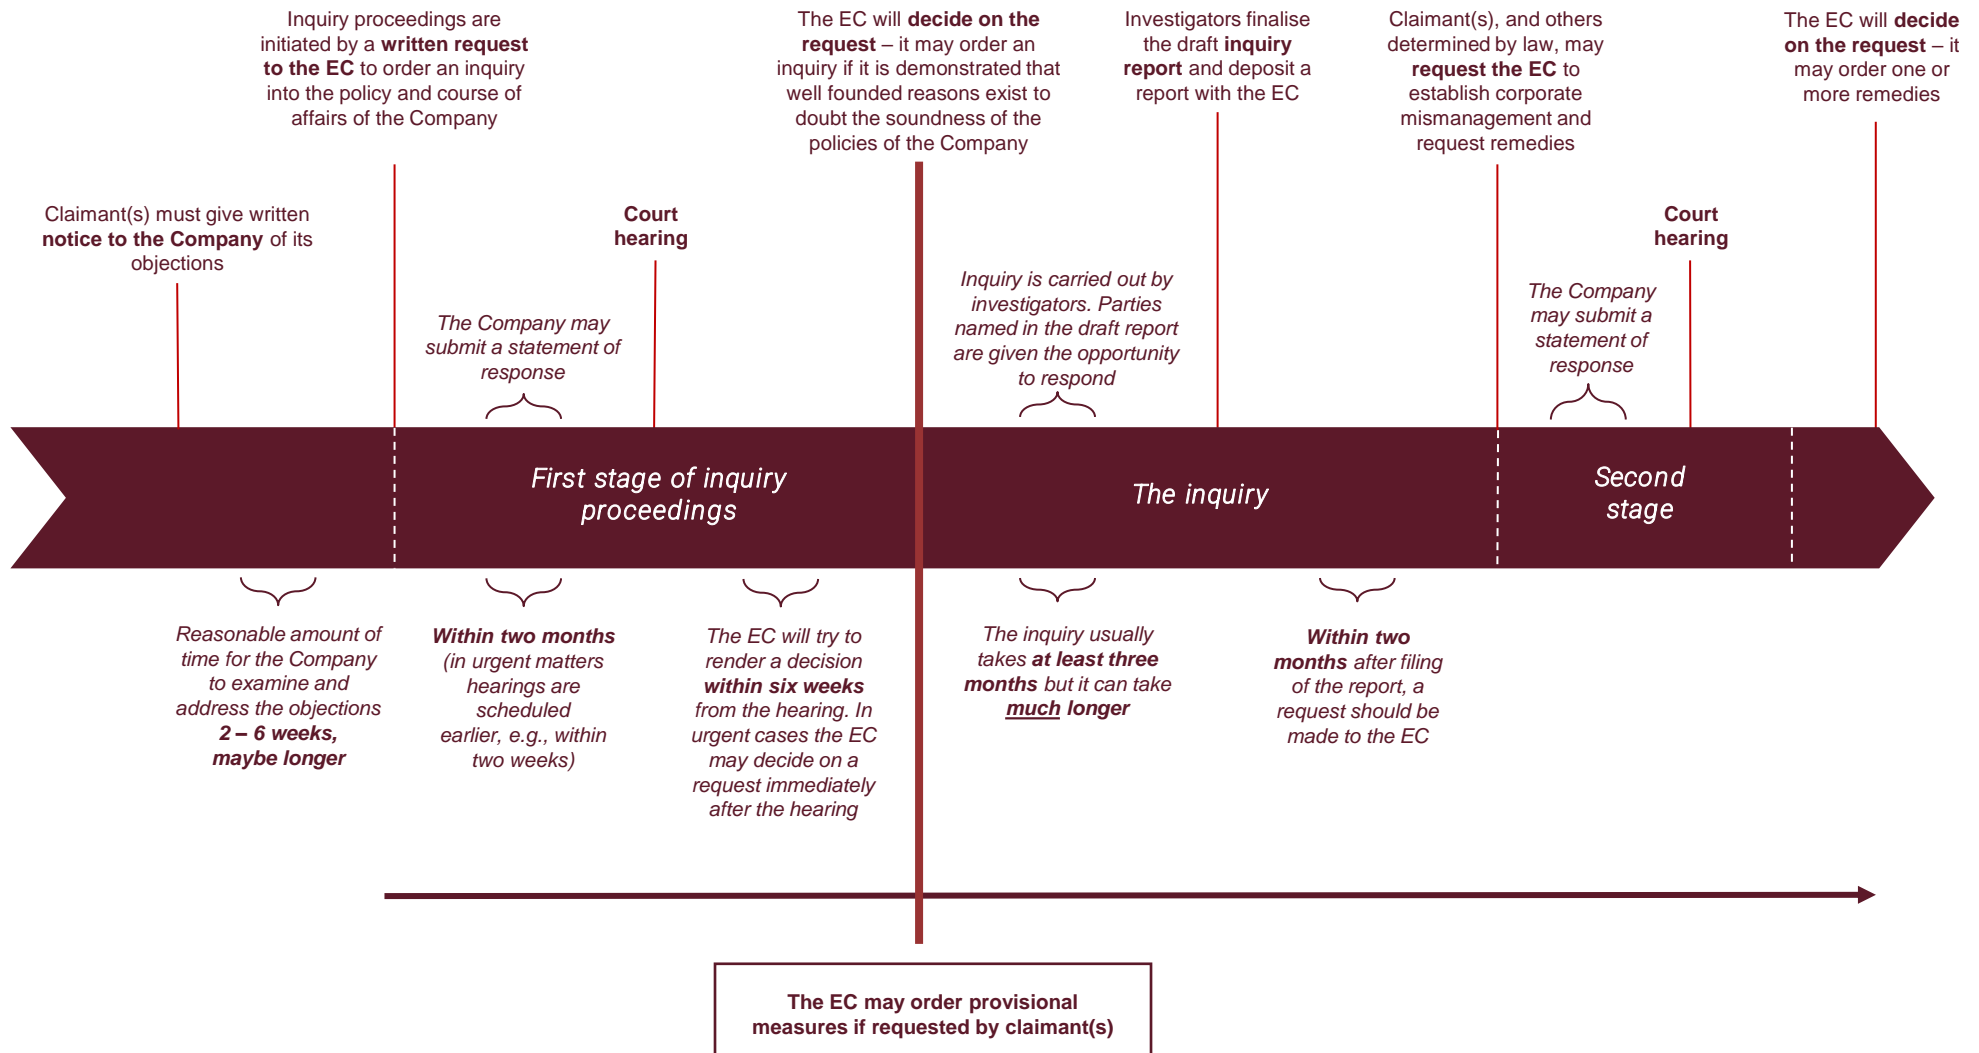 Inquiry proceedings are
initiated by a written request
to the EC to order an inquiry
into the policy and course of
affairs of the Company
The EC will decide on the
request – it may order an
inquiry if it is demonstrated that
well founded reasons exist to
doubt the soundness of the
policies of the Company
Investigators finalise
the draft inquiry
report and deposit a
report with the EC
Claimant(s), and others
determined by law, may
request the EC to
establish corporate
mismanagement and
request remedies
The EC will decide
on the request – it
may order one or
more remedies
Claimant(s) must give written
notice to the Company of its
objections
Court
hearing
Court
hearing
The Company may
submit a statement of
response
Inquiry is carried out by
investigators. Parties
named in the draft report
are given the opportunity
to respond
The Company
may submit a
statement of
response
First stage of inquiry
proceedings
The inquiry
Second
stage
Reasonable amount of
time for the Company
to examine and
address the objections
2 – 6 weeks,
maybe longer
Within two months
(in urgent matters
hearings are
scheduled
earlier, e.g., within
two weeks)
The EC will try to
render a decision
within six weeks
from the hearing. In
urgent cases the EC
may decide on a
request immediately
after the hearing
The inquiry usually
takes at least three
months but it can take
much longer
Within two
months after filing
of the report, a
request should be
made to the EC
The EC may order provisional
measures if requested by claimant(s)